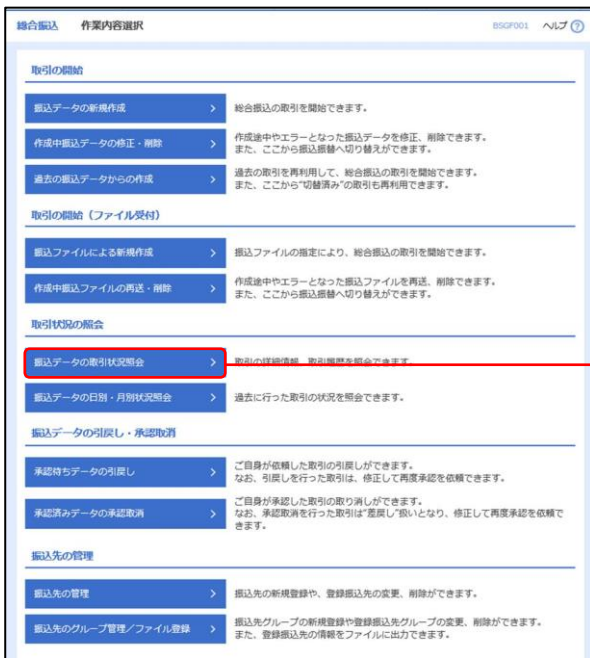 総合振込 作業内容選択 BSGF001 ヘルプ ?
取引の開始
振込データの新規作成 > 総合振込の取引を開始できます。
作成中振込データの修正・削除 > 作成途中やエラーとなった振込データを修正、削除できます。
また、ここから振込振替へ切り替えができます。
過去の振込データからの作成 > 過去の取引を再利用して、総合振込の取引を開始できます。
また、ここから"切替済み"の取引も再利用できます。
取引の開始（ファイル受付）
振込ファイルによる新規作成 > 振込ファイルの指定により、総合振込の取引を開始できます。
作成中振込ファイルの再送・削除 > 作成途中やエラーとなった振込ファイルを再送、削除できます。
また、ここから振込振替へ切り替えができます。
取引状況の照会
振込データの取引状況照会 > 取引の詳細情報、取引履歴を照会できます。
振込データの日別・月別状況照会 > 過去に行った取引の状況を照会できます。
振込データの引戻し・承認取消
承認待ちデータの引戻し > ご自身が依頼した取引の引戻しができます。
なお、引戻しを行った取引は、修正して再度承認を依頼できます。
承認済みデータの承認取消 > ご自身が承認した取引の取り消しができます。
なお、承認取消を行った取引は"差戻し"扱いとなり、修正して再度承認を依頼で
きます。
振込先の管理
振込先の管理 > 振込先の新規登録や、登録振込先の変更、削除ができます。
振込先のグループ管理／ファイル登録 > 振込先グループの新規登録や登録振込先グループの変更、削除ができます。
また、登録振込先の情報をファイルに出力できます。